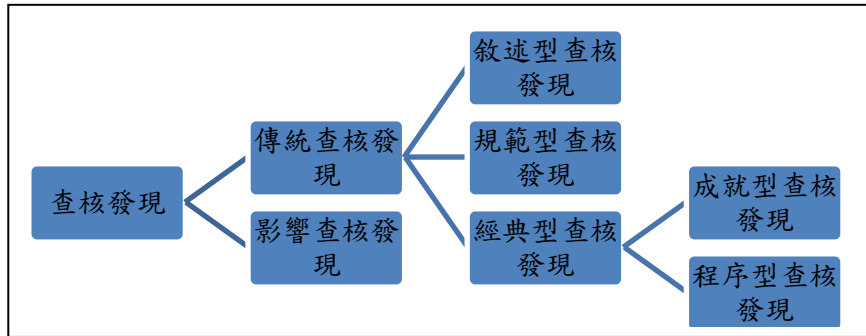 查核發現
傳統查核發
現
影響查核發
現
敘述型查核
發現
規範型查核
發現
經典型查核
發現
成就型查核
發現
程序型查核
發現